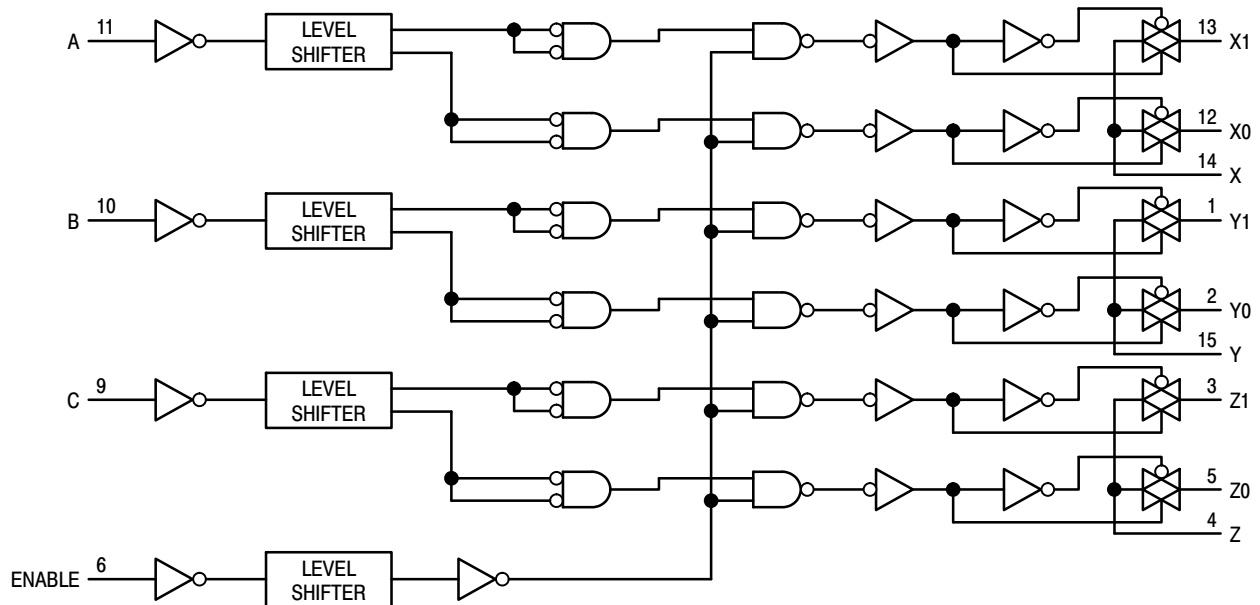 A 11 LEVEL SHIFTER 13 X1
12 X0
14 X
B 10 LEVEL SHIFTER 1 Y1
2 Y0
15 Y
C 9 LEVEL SHIFTER 3 Z1
5 Z0
4 Z
ENABLE 6 LEVEL SHIFTER